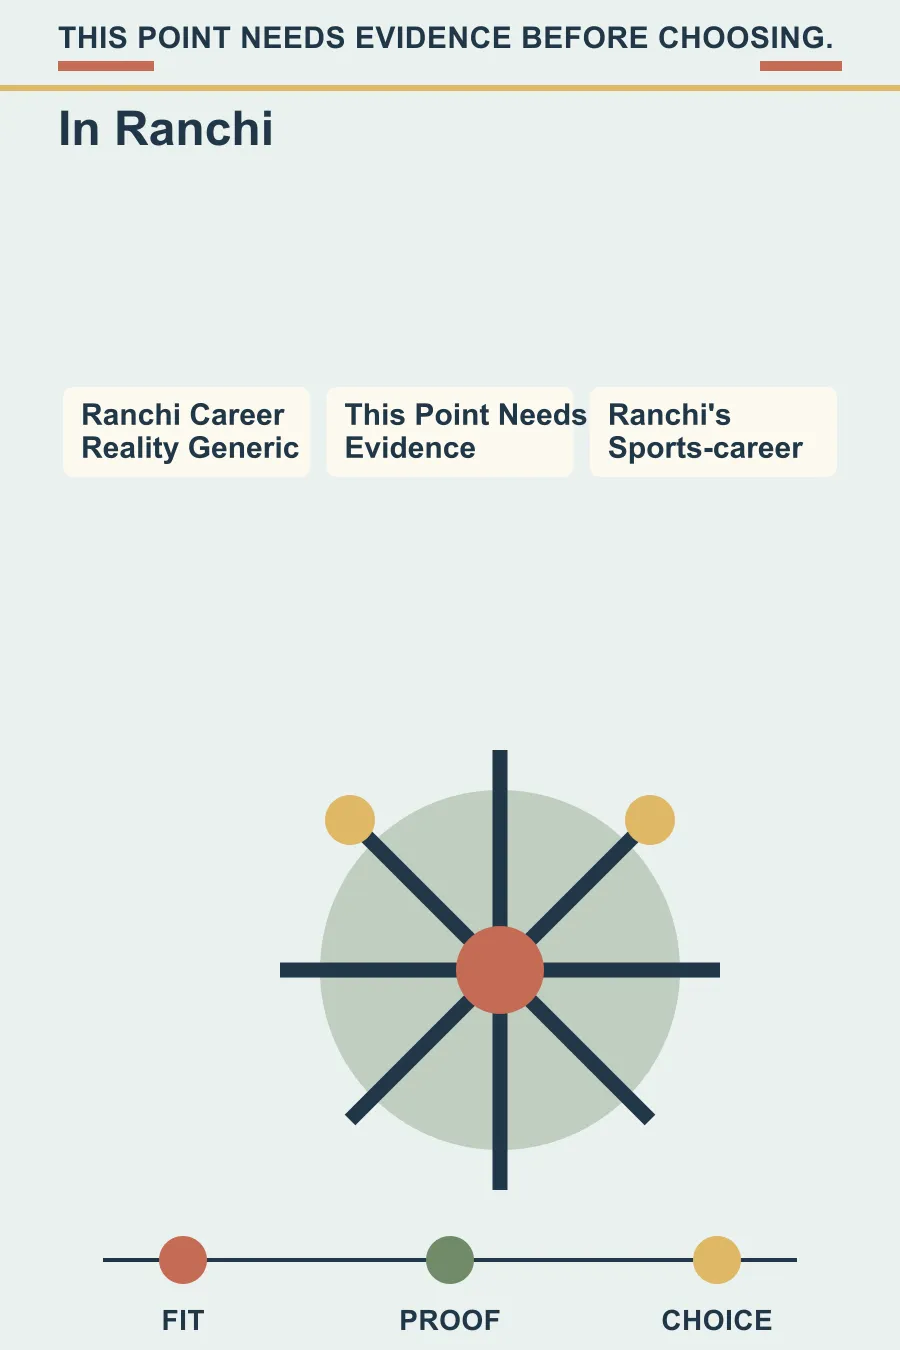 THIS POINT NEEDS EVIDENCE BEFORE CHOOSING.
In Ranchi
Ranchi Career
Reality Generic
This Point Needs
Evidence
Ranchi's
Sports-career
FIT
PROOF
CHOICE